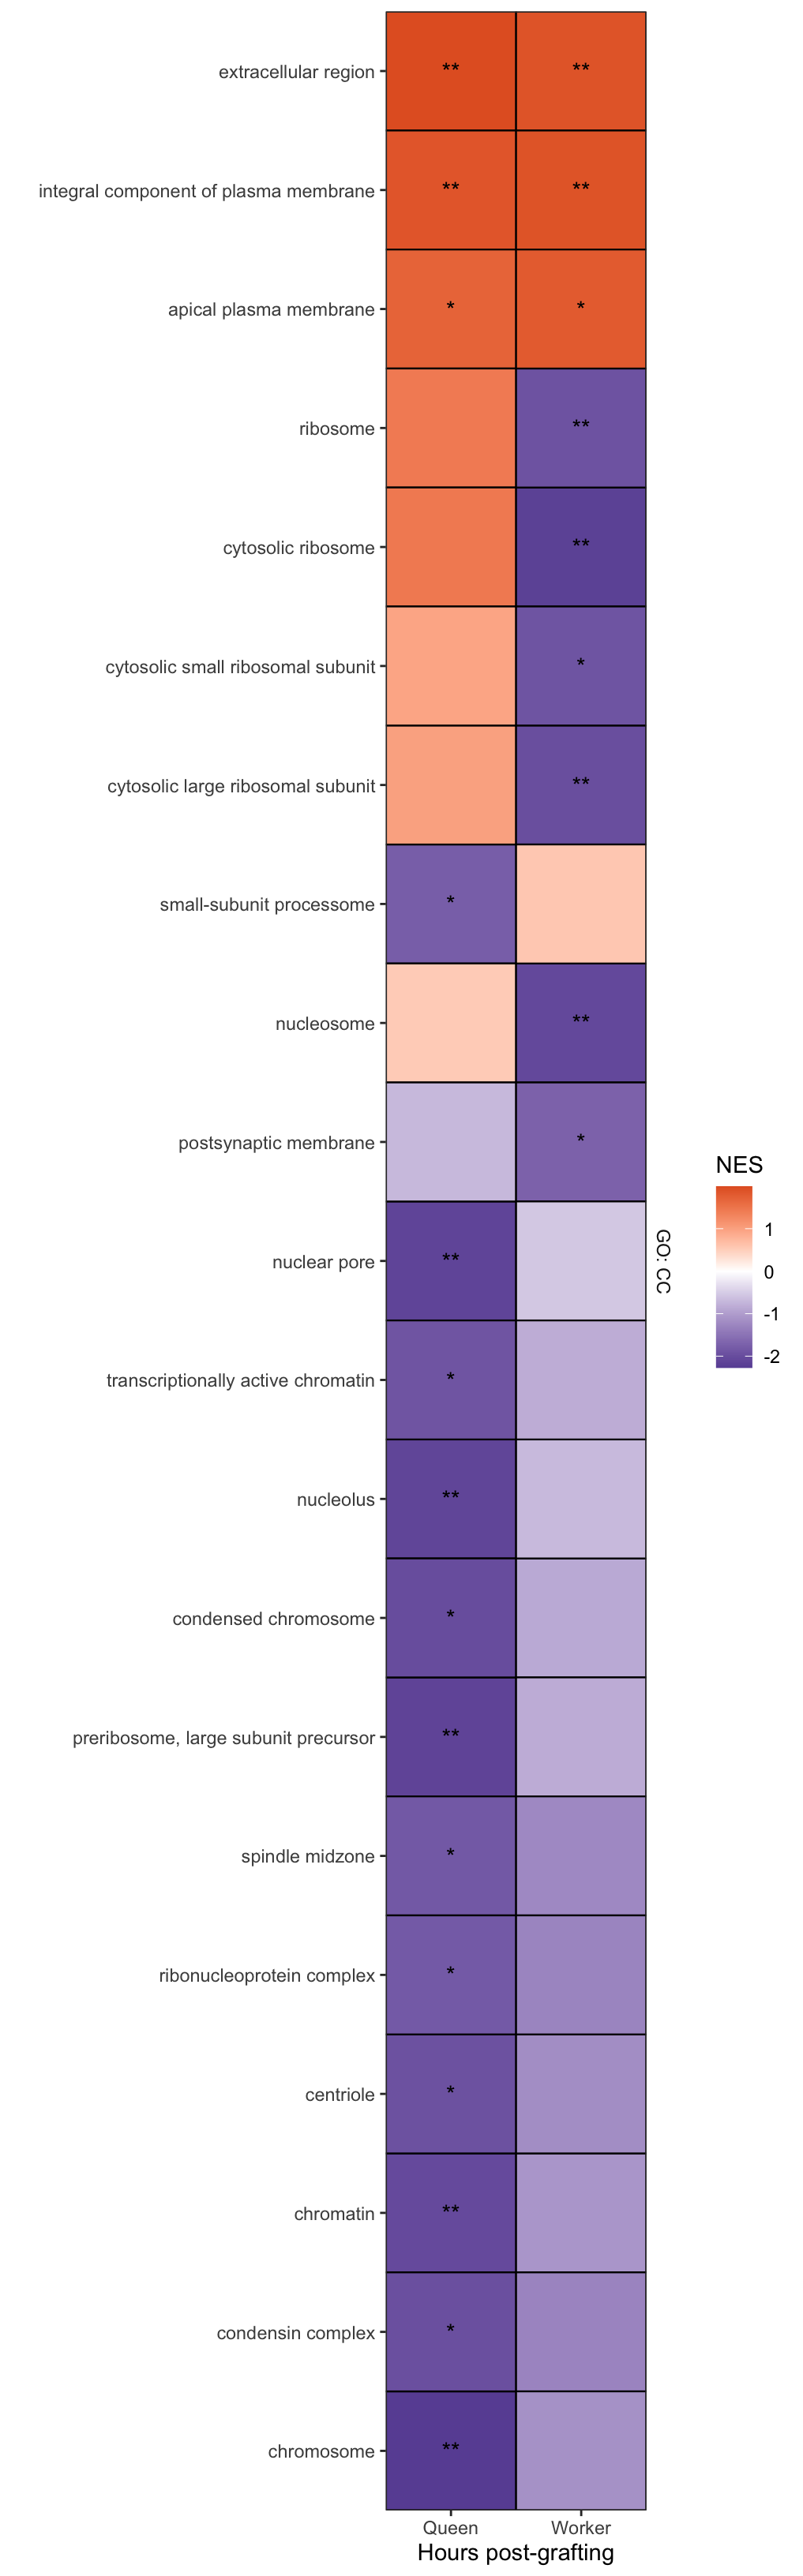 extracellular region ** **
integral component of plasma membrane ** **
apical plasma membrane * *
ribosome **
cytosolic ribosome **
cytosolic small ribosomal subunit *
cytosolic large ribosomal subunit **
small-subunit processome *
nucleosome **
postsynaptic membrane *
nuclear pore **
transcriptionally active chromatin *
nucleolus **
condensed chromosome *
preribosome, large subunit precursor **
spindle midzone *
ribonucleoprotein complex *
centriole *
chromatin **
condensin complex *
chromosome **
Queen Worker
Hours post-grafting
GO: CC
NES
1
0
-1
-2